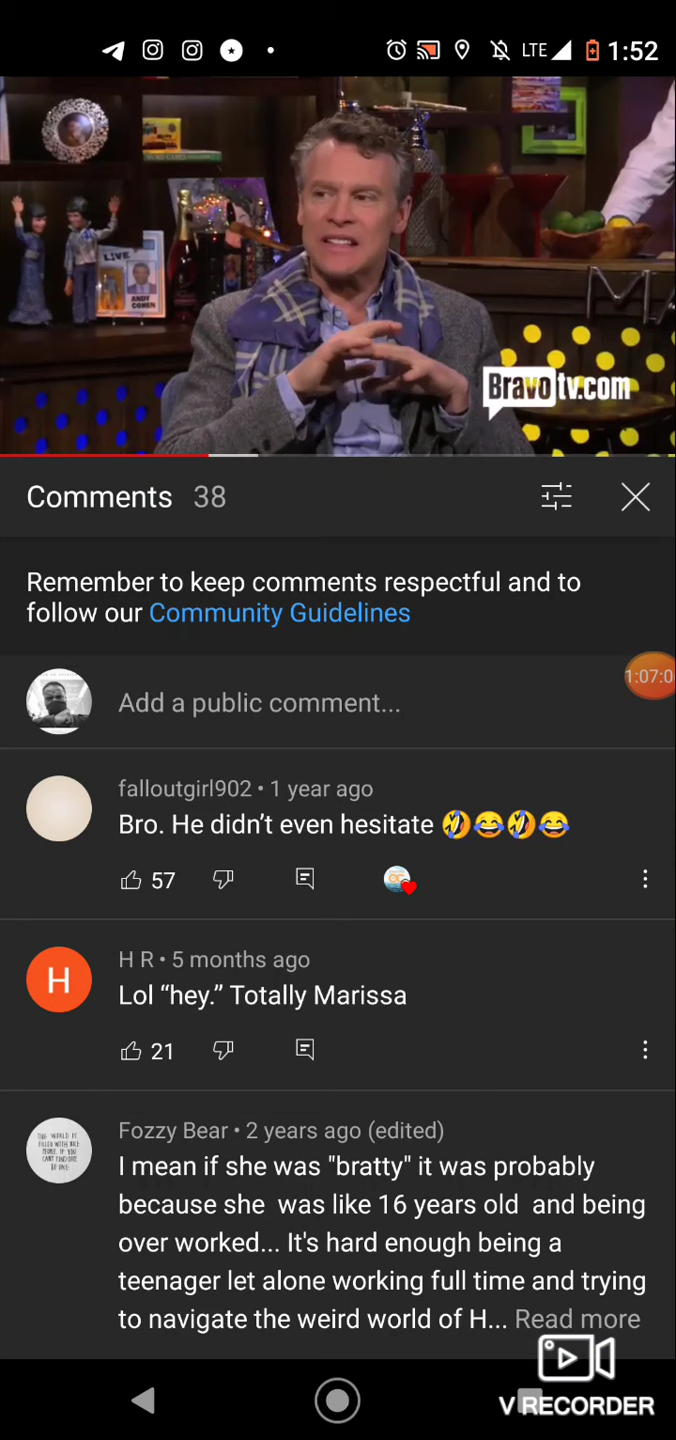 LTE 1:52
LIVE
ANDY
COHEN
Bravotv.com
Comments 38
Remember to keep comments respectful and to
follow our Community Guidelines
1:07:0
Add a public comment...
falloutgirl902 • 1 year ago
Bro. He didn’t even hesitate 🤣😂🤣😂
57
H
H R • 5 months ago
Lol “hey.” Totally Marissa
21
Fozzy Bear • 2 years ago (edited)
I mean if she was "bratty" it was probably
because she was like 16 years old and being
over worked... It's hard enough being a
teenager let alone working full time and trying
to navigate the weird world of H... Read more
V RECORDER